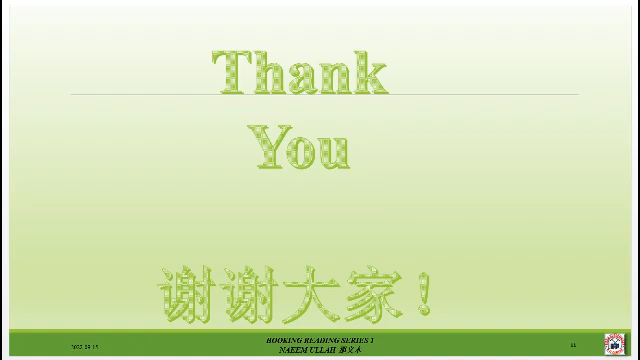 Thank
You
谢谢大家！
BOOKING READING SERIES 1
NAEEM ULLAH